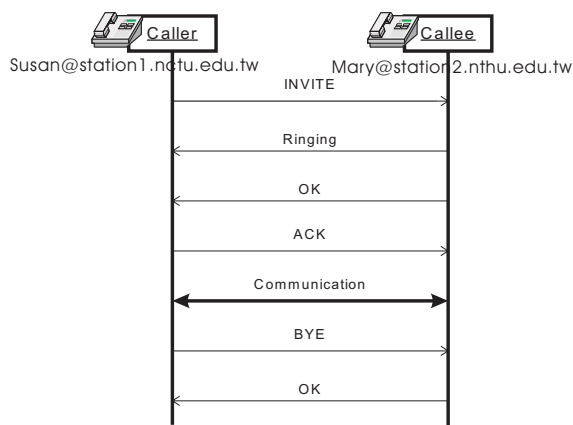 Caller
Callee
Susan@station1.nctu.edu.tw
Mary@station2.nthu.edu.tw
INVITE
Ringing
OK
ACK
Communication
BYE
OK